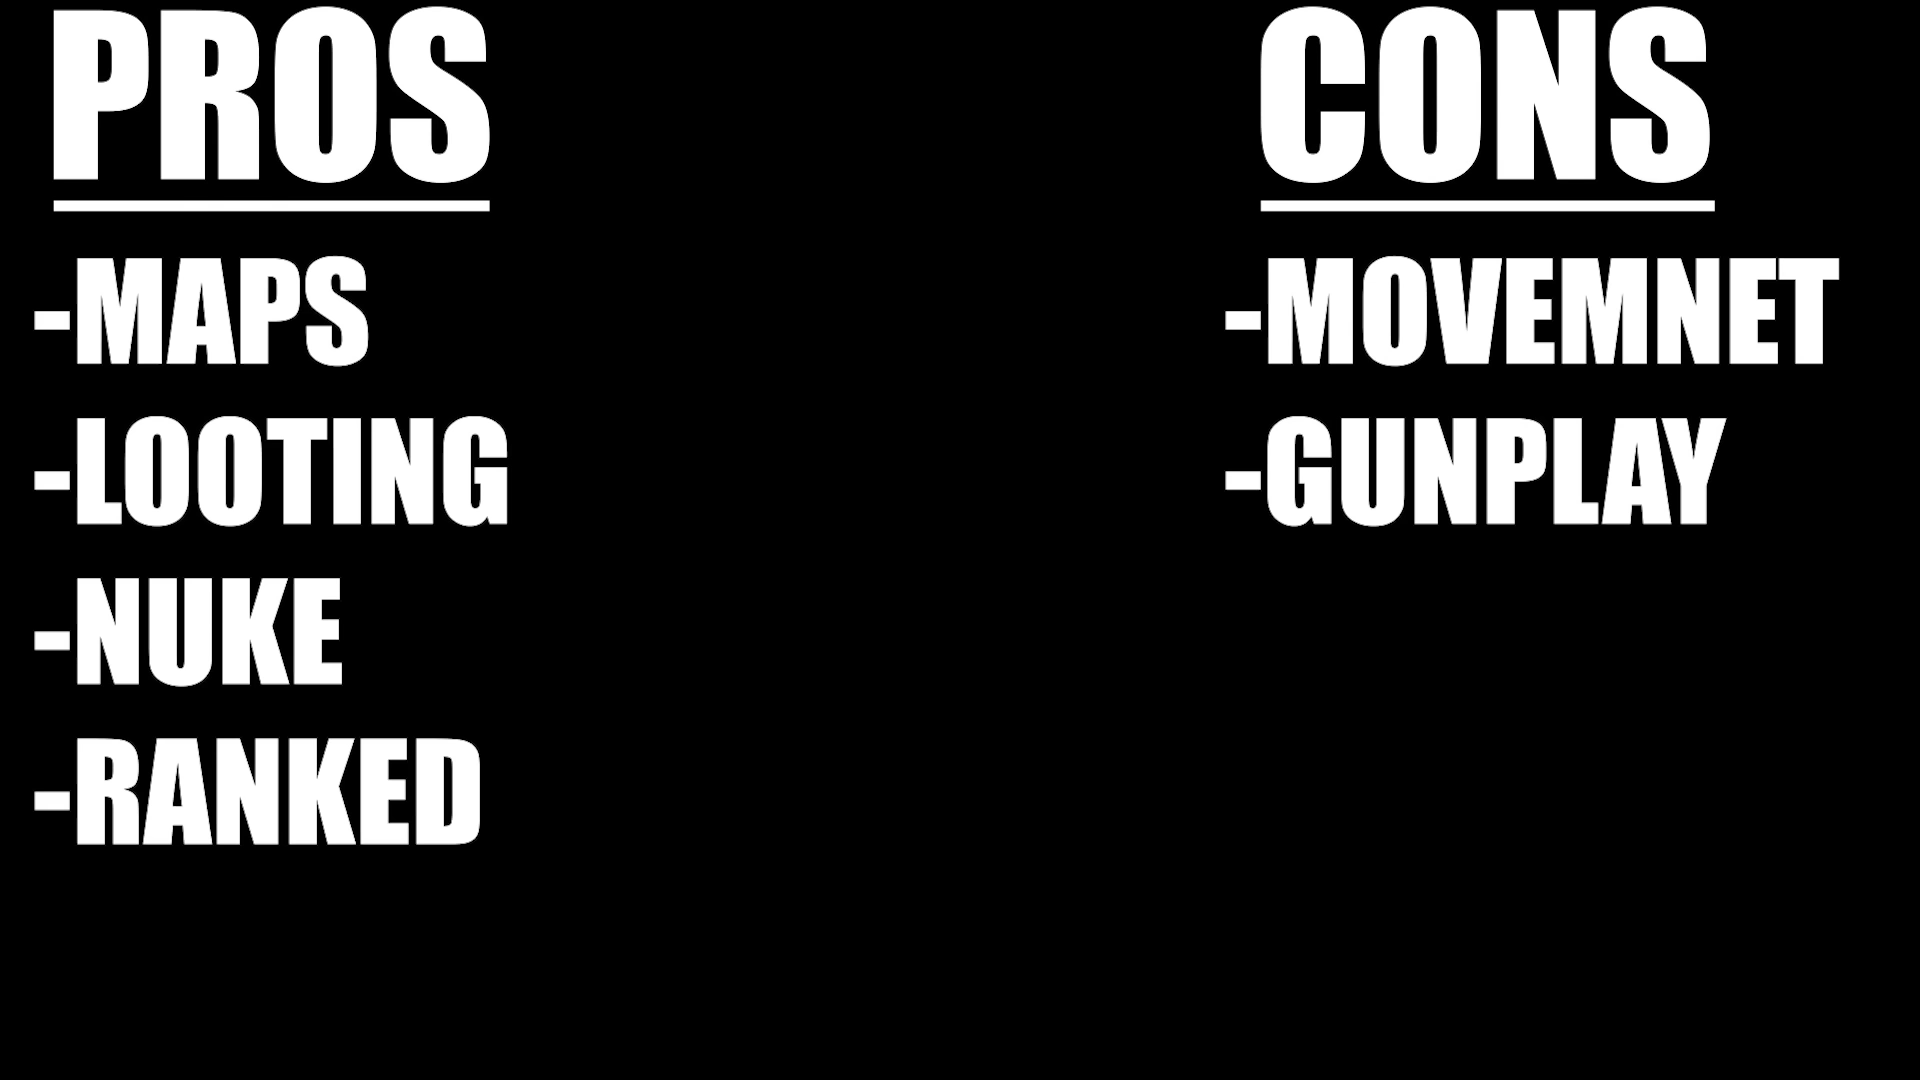 PROS
-MAPS
-LOOTING
-NUKE
-RANKED
CONS
-MOVEMNET
-GUNPLAY